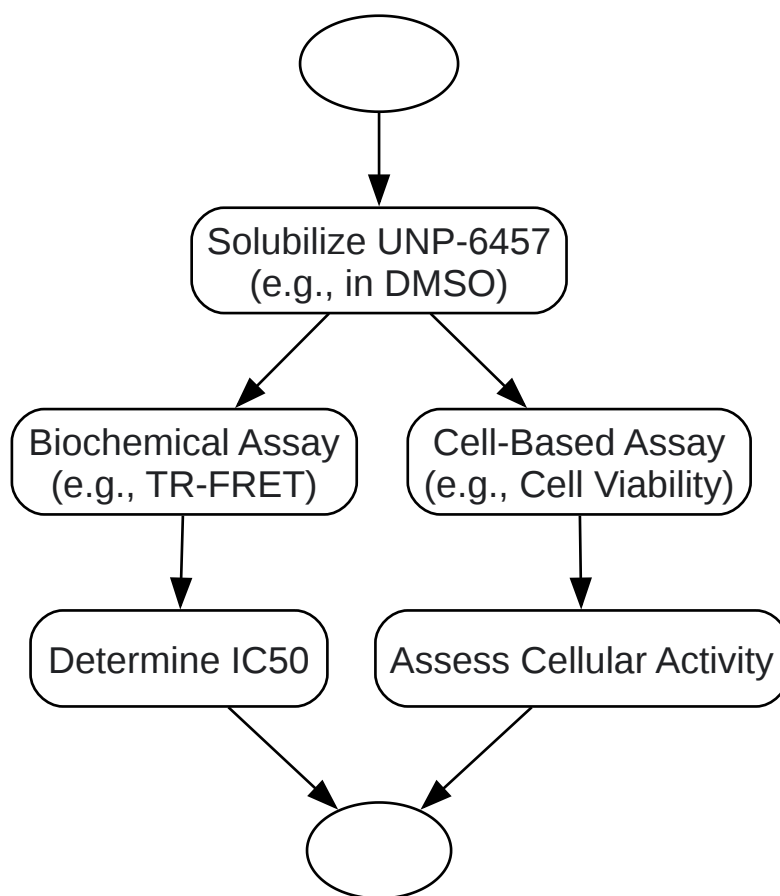 Solubilize UNP-6457
(e.g., in DMSO)
Biochemical Assay
(e.g., TR-FRET)
Cell-Based Assay
(e.g., Cell Viability)
Determine IC50
Assess Cellular Activity